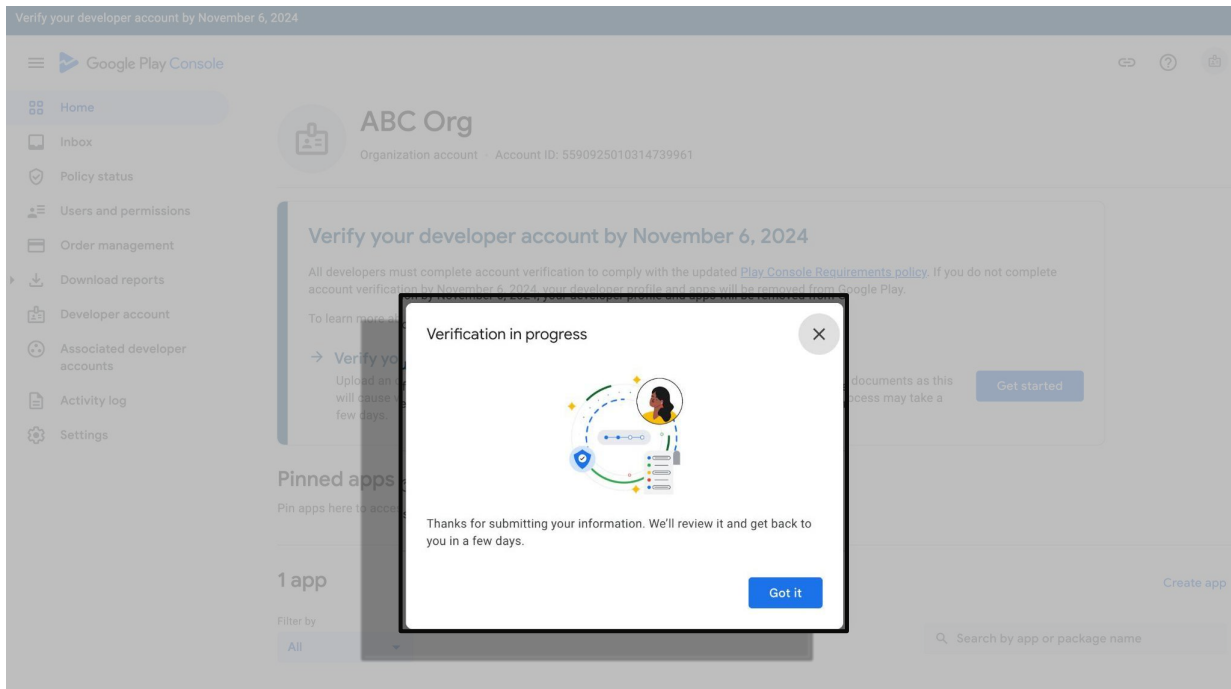 Verify your developer account by November 6, 2024
Google Play Console
Home
Inbox
Policy status
Users and permissions
Order management
Download reports
Developer account
Associated developer
accounts
Activity log
Settings
ABC Org
Organization account · Account ID: 5590925010314739961
Verify your developer account by November 6, 2024
All developers must complete account verification to comply with the updated Play Console Requirements policy. If you do not complete
account verification by November 6, 2024, your developer profile and apps will be removed from Google Play.
To learn more
Verify yo
Upload an documents as this
will cause ocess may take a
few days.
Get started
Verification in progress
Thanks for submitting your information. We'll review it and get back to
you in a few days.
Got it
Pinned apps
Pin apps here to acce
1 app
Create app
Filter by
All
Search by app or package name